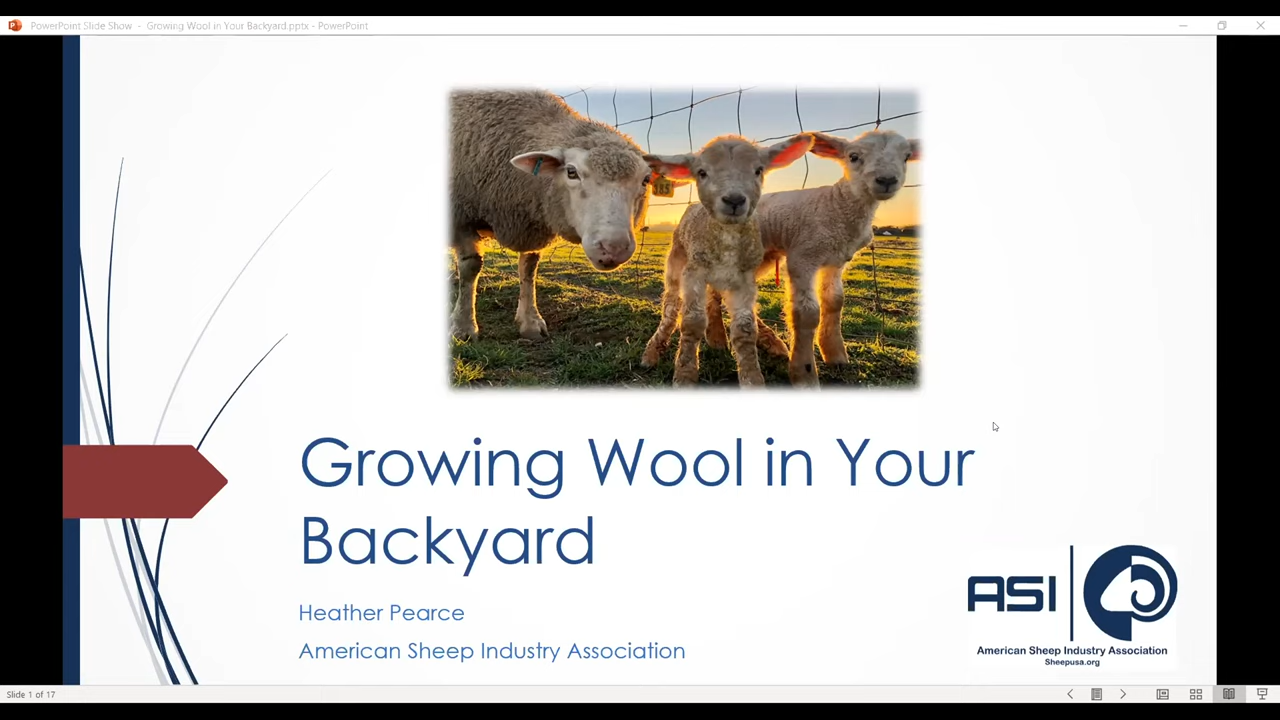 PowerPoint Slide Show - Growing Wool in Your Backyard.pptx - PowerPoint
185
Growing Wool in Your
Backyard
Heather Pearce
American Sheep Industry Association
ASI
American Sheep Industry Association
Sheepusa.org
Slide 1 of 17